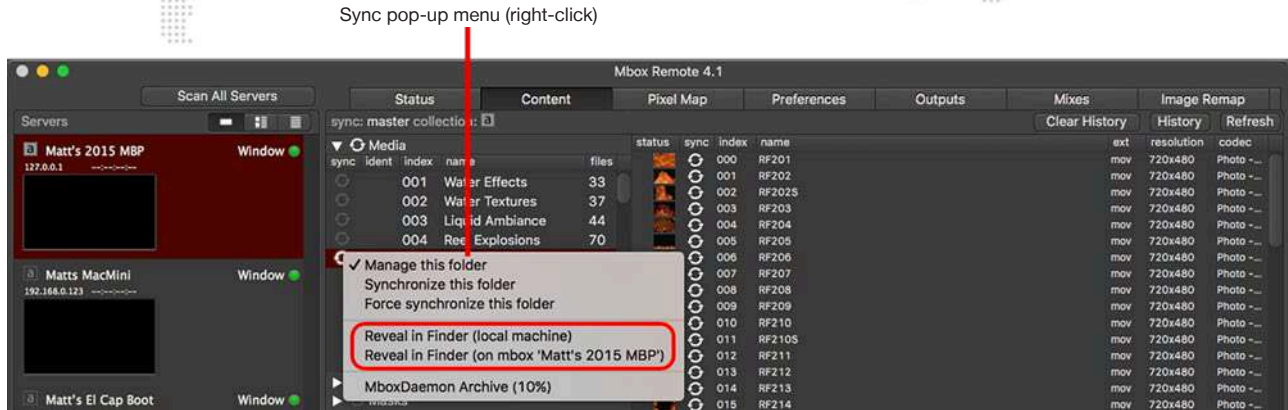 Sync pop-up menu (right-click)
Mbox Remote 4.1
Scan All Servers
Status Content Pixel Map Preferences Outputs Mixes Image Remap
Servers
sync: master collection: a
Clear History History Refresh
a Matt's 2015 MBP Window
127.0.0.1 --:--:--:--
a Matts MacMini Window
192.168.0.123 --:--:--:--
a Matt's El Cap Boot Window
Media
sync ident index name files
001 Water Effects 33
002 Water Textures 37
003 Liquid Ambiance 44
004 Reel Explosions 70
✓ Manage this folder
Synchronize this folder
Force synchronize this folder
Reveal in Finder (local machine)
Reveal in Finder (on mbox 'Matt's 2015 MBP')
MboxDaemon Archive (10%)
Masks
status sync index name ext resolution codec
000 RF201 mov 720x480 Photo -...
001 RF202 mov 720x480 Photo -...
002 RF202S mov 720x480 Photo -...
003 RF203 mov 720x480 Photo -...
004 RF204 mov 720x480 Photo -...
005 RF205 mov 720x480 Photo -...
006 RF206 mov 720x480 Photo -...
007 RF207 mov 720x480 Photo -...
008 RF208 mov 720x480 Photo -...
009 RF209 mov 720x480 Photo -...
010 RF210 mov 720x480 Photo -...
011 RF210S mov 720x480 Photo -...
012 RF211 mov 720x480 Photo -...
013 RF212 mov 720x480 Photo -...
014 RF213 mov 720x480 Photo -...
015 RF214 mov 720x480 Photo -...